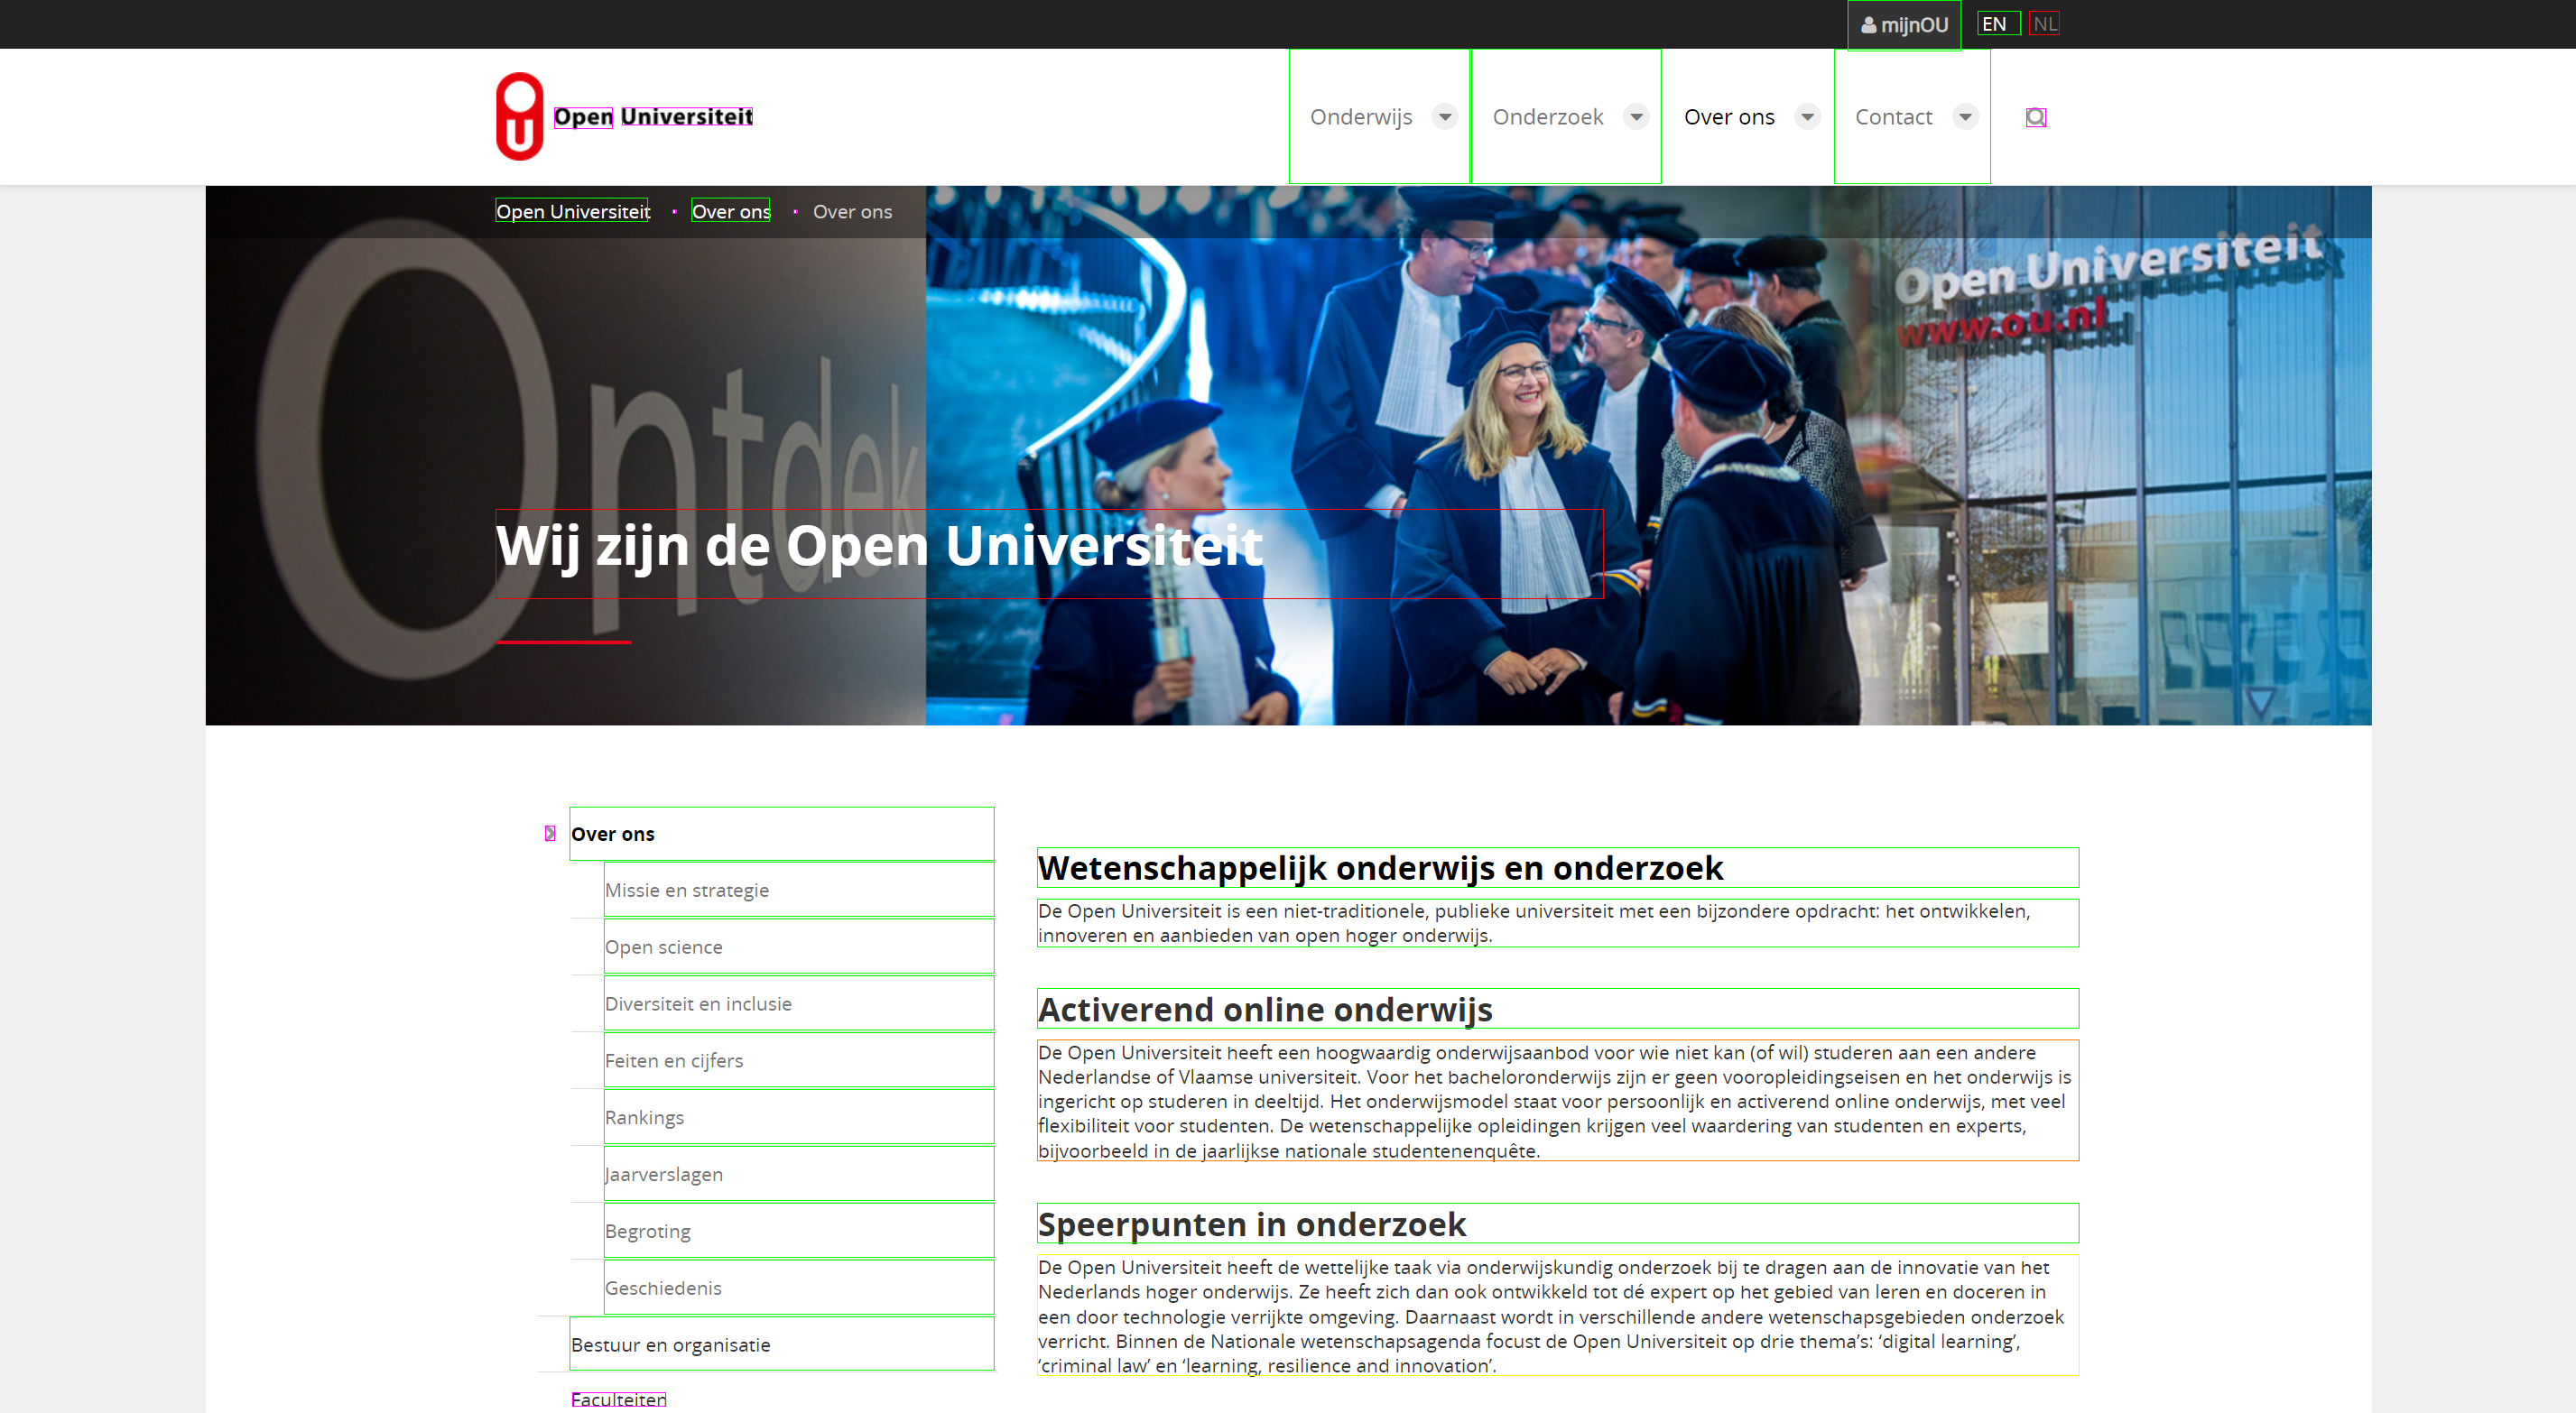 mijnOU EN NL
Open Universiteit
Onderwijs Onderzoek Over ons Contact
Open Universiteit · Over ons · Over ons
Ontdek
Open Universiteit
www.ou.nl
Wij zijn de Open Universiteit
Over ons
Missie en strategie
Open science
Diversiteit en inclusie
Feiten en cijfers
Rankings
Jaarverslagen
Begroting
Geschiedenis
Bestuur en organisatie
Faculteiten
Wetenschappelijk onderwijs en onderzoek
De Open Universiteit is een niet-traditionele, publieke universiteit met een bijzondere opdracht: het ontwikkelen,
innoveren en aanbieden van open hoger onderwijs.
Activerend online onderwijs
De Open Universiteit heeft een hoogwaardig onderwijsaanbod voor wie niet kan (of wil) studeren aan een andere
Nederlandse of Vlaamse universiteit. Voor het bacheloronderwijs zijn er geen vooropleidingseisen en het onderwijs is
ingericht op studeren in deeltijd. Het onderwijsmodel staat voor persoonlijk en activerend online onderwijs, met veel
flexibiliteit voor studenten. De wetenschappelijke opleidingen krijgen veel waardering van studenten en experts,
bijvoorbeeld in de jaarlijkse nationale studentenenquête.
Speerpunten in onderzoek
De Open Universiteit heeft de wettelijke taak via onderwijskundig onderzoek bij te dragen aan de innovatie van het
Nederlands hoger onderwijs. Ze heeft zich dan ook ontwikkeld tot dé expert op het gebied van leren en doceren in
een door technologie verrijkte omgeving. Daarnaast wordt in verschillende andere wetenschapsgebieden onderzoek
verricht. Binnen de Nationale wetenschapsagenda focust de Open Universiteit op drie thema’s: ‘digital learning’,
‘criminal law’ en ‘learning, resilience and innovation’.